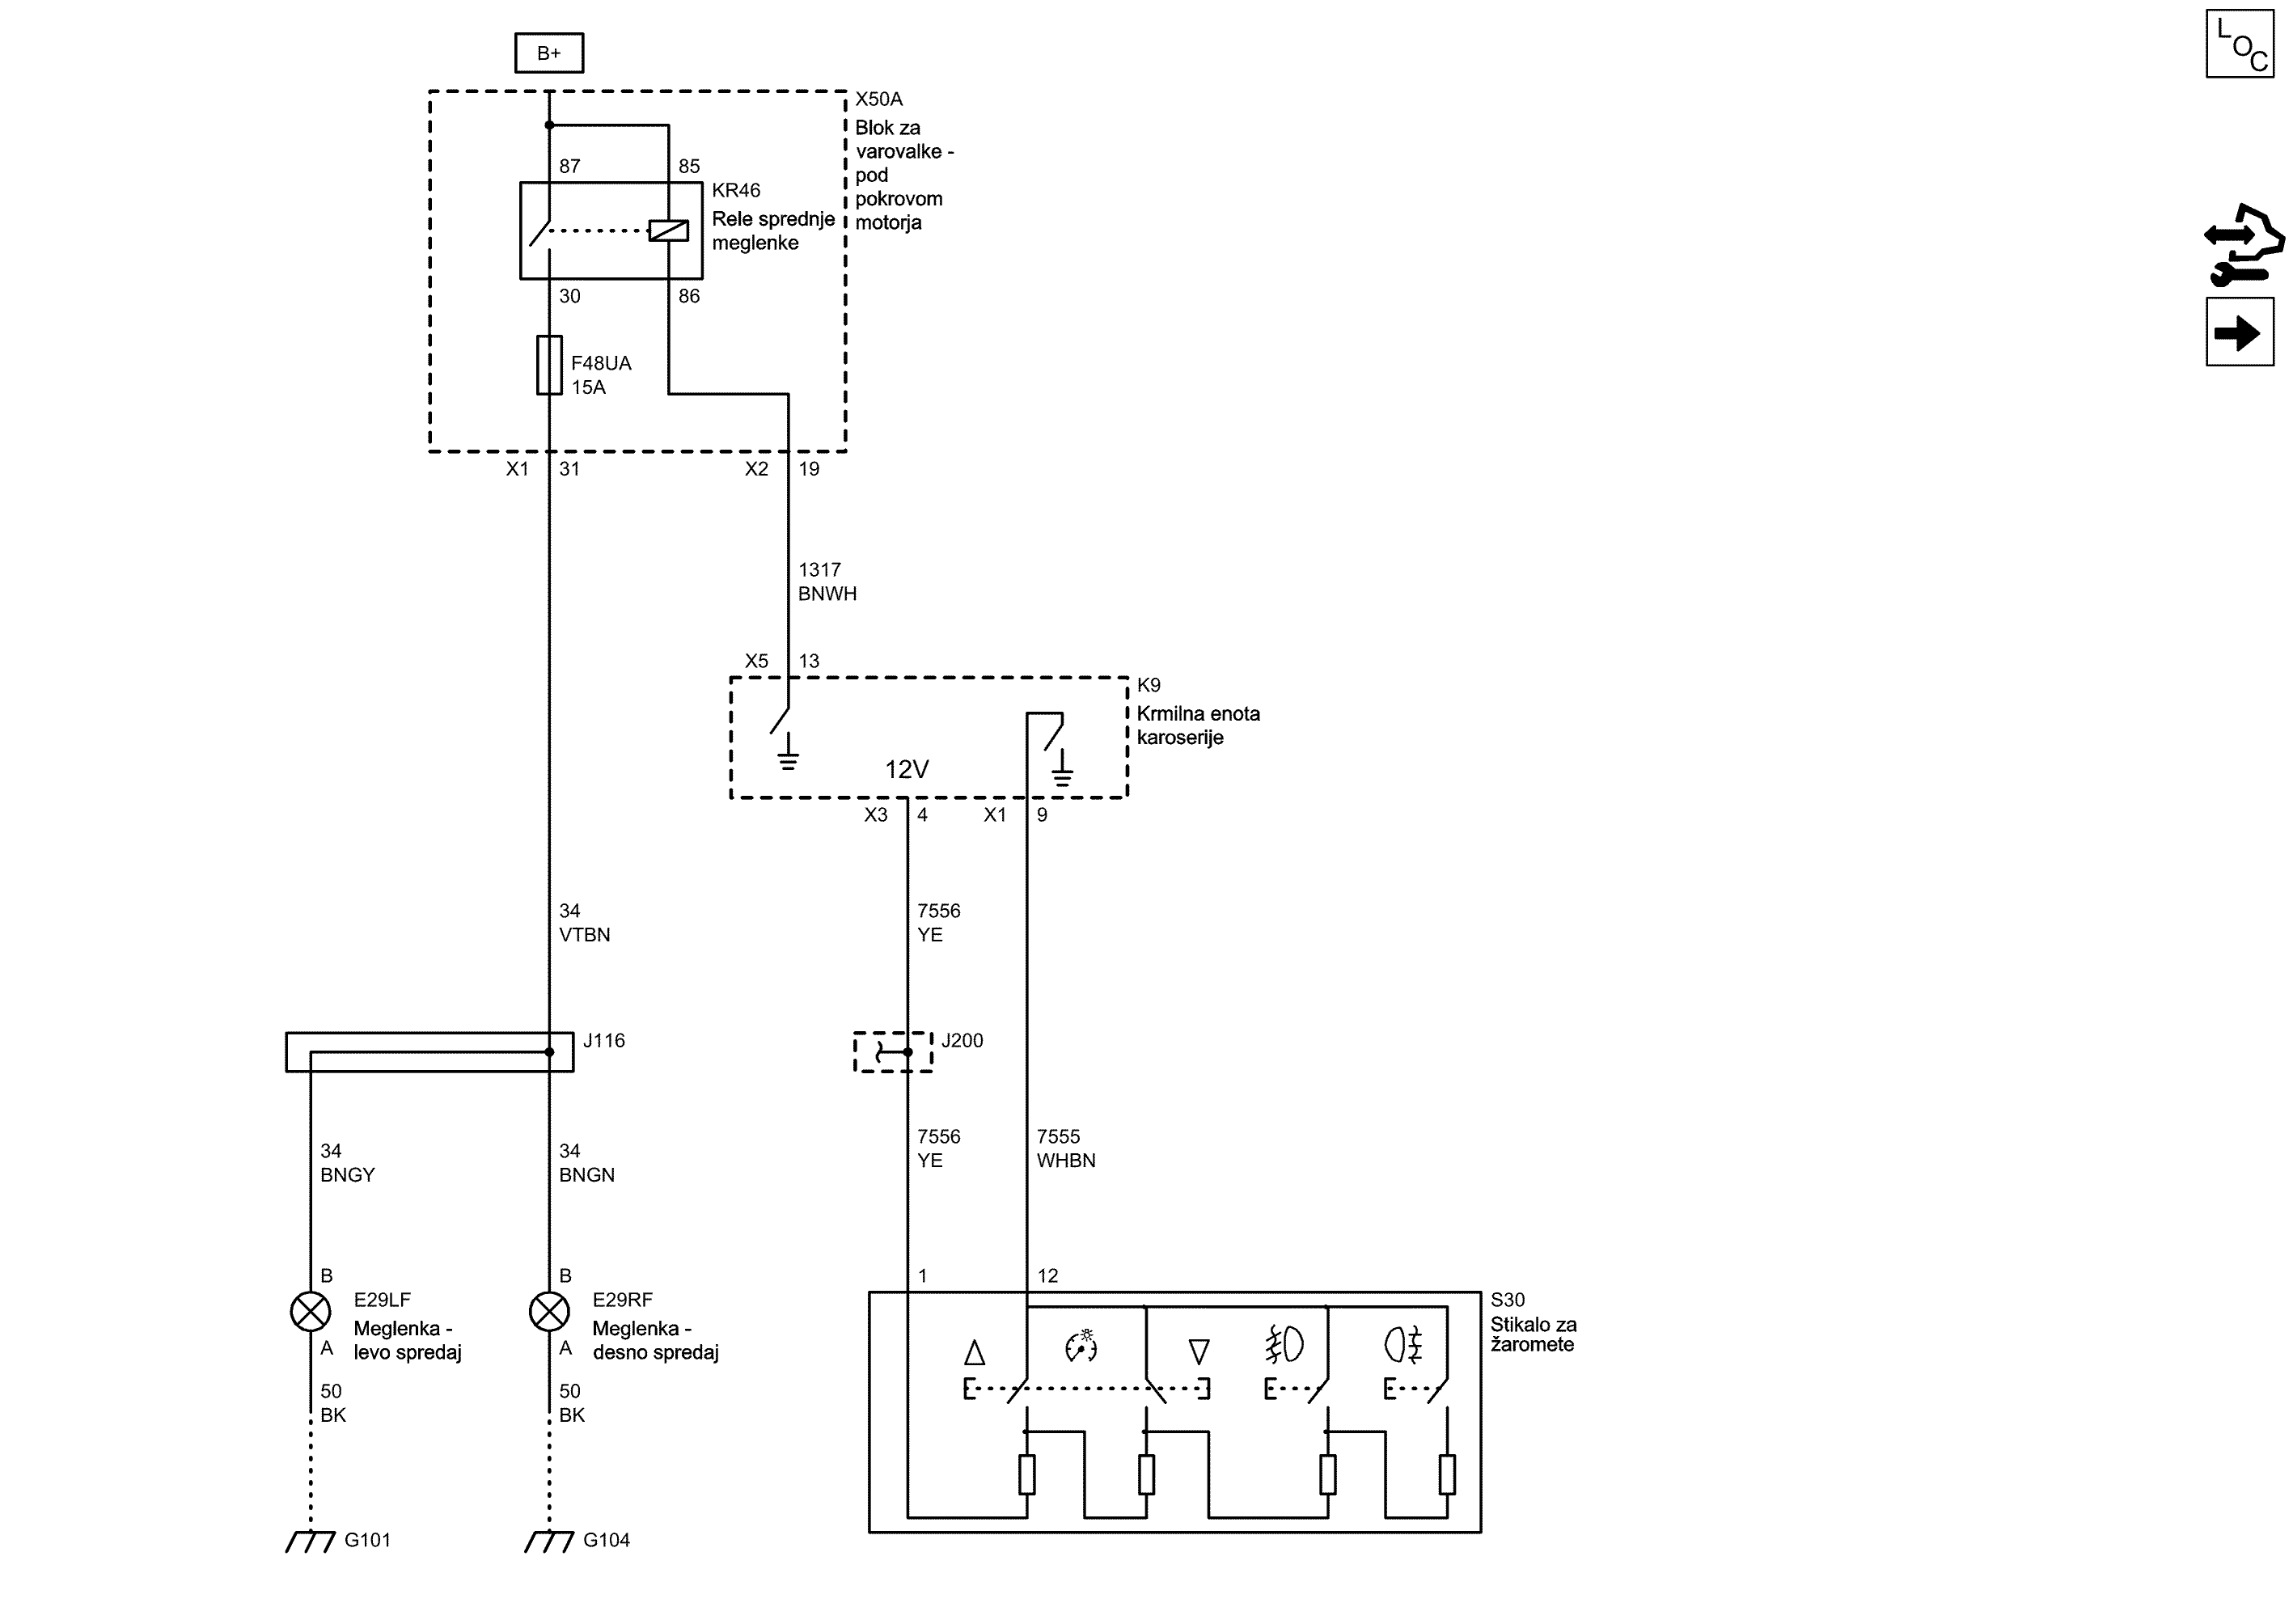 B+
LOC
X50A
Blok za
varovalke -
pod
pokrovom
motorja
87
85
KR46
Rele sprednje
meglenke
30
86
F48UA
15A
X1
31
X2
19
1317
BNWH
X5
13
K9
Krmilna enota
karoserije
12V
X3
4
X1
9
34
VTBN
7556
YE
J116
J200
34
BNGY
34
BNGN
7556
YE
7555
WHBN
B
E29LF
Meglenka -
levo spredaj
A
B
E29RF
Meglenka -
desno spredaj
A
1
12
S30
Stikalo za
žaromete
50
BK
50
BK
G101
G104